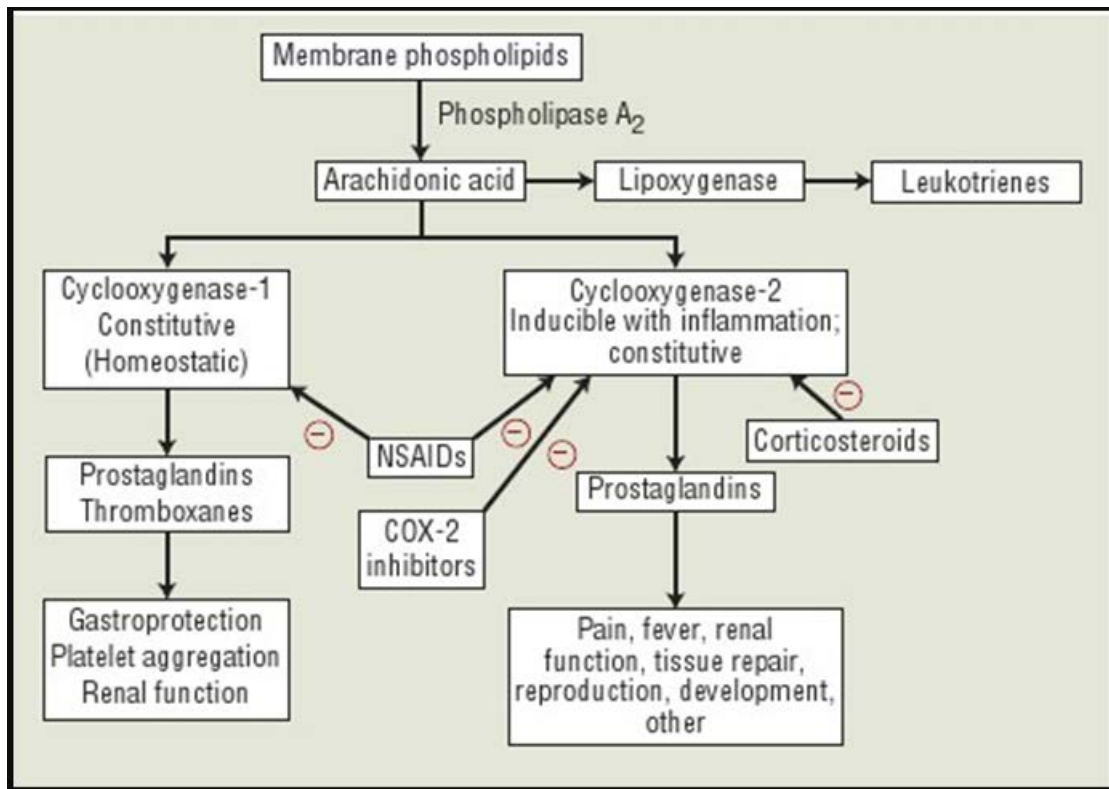 Membrane phospholipids
Phospholipase A2
Arachidonic acid
Lipoxygenase
Leukotrienes
Cyclooxygenase-1
Constitutive
(Homeostatic)
Cyclooxygenase-2
Inducible with inflammation;
constitutive
NSAIDs
Corticosteroids
Prostaglandins
Thromboxanes
Prostaglandins
COX-2
inhibitors
Gastroprotection
Platelet aggregation
Renal function
Pain, fever, renal
function, tissue repair,
reproduction, development,
other